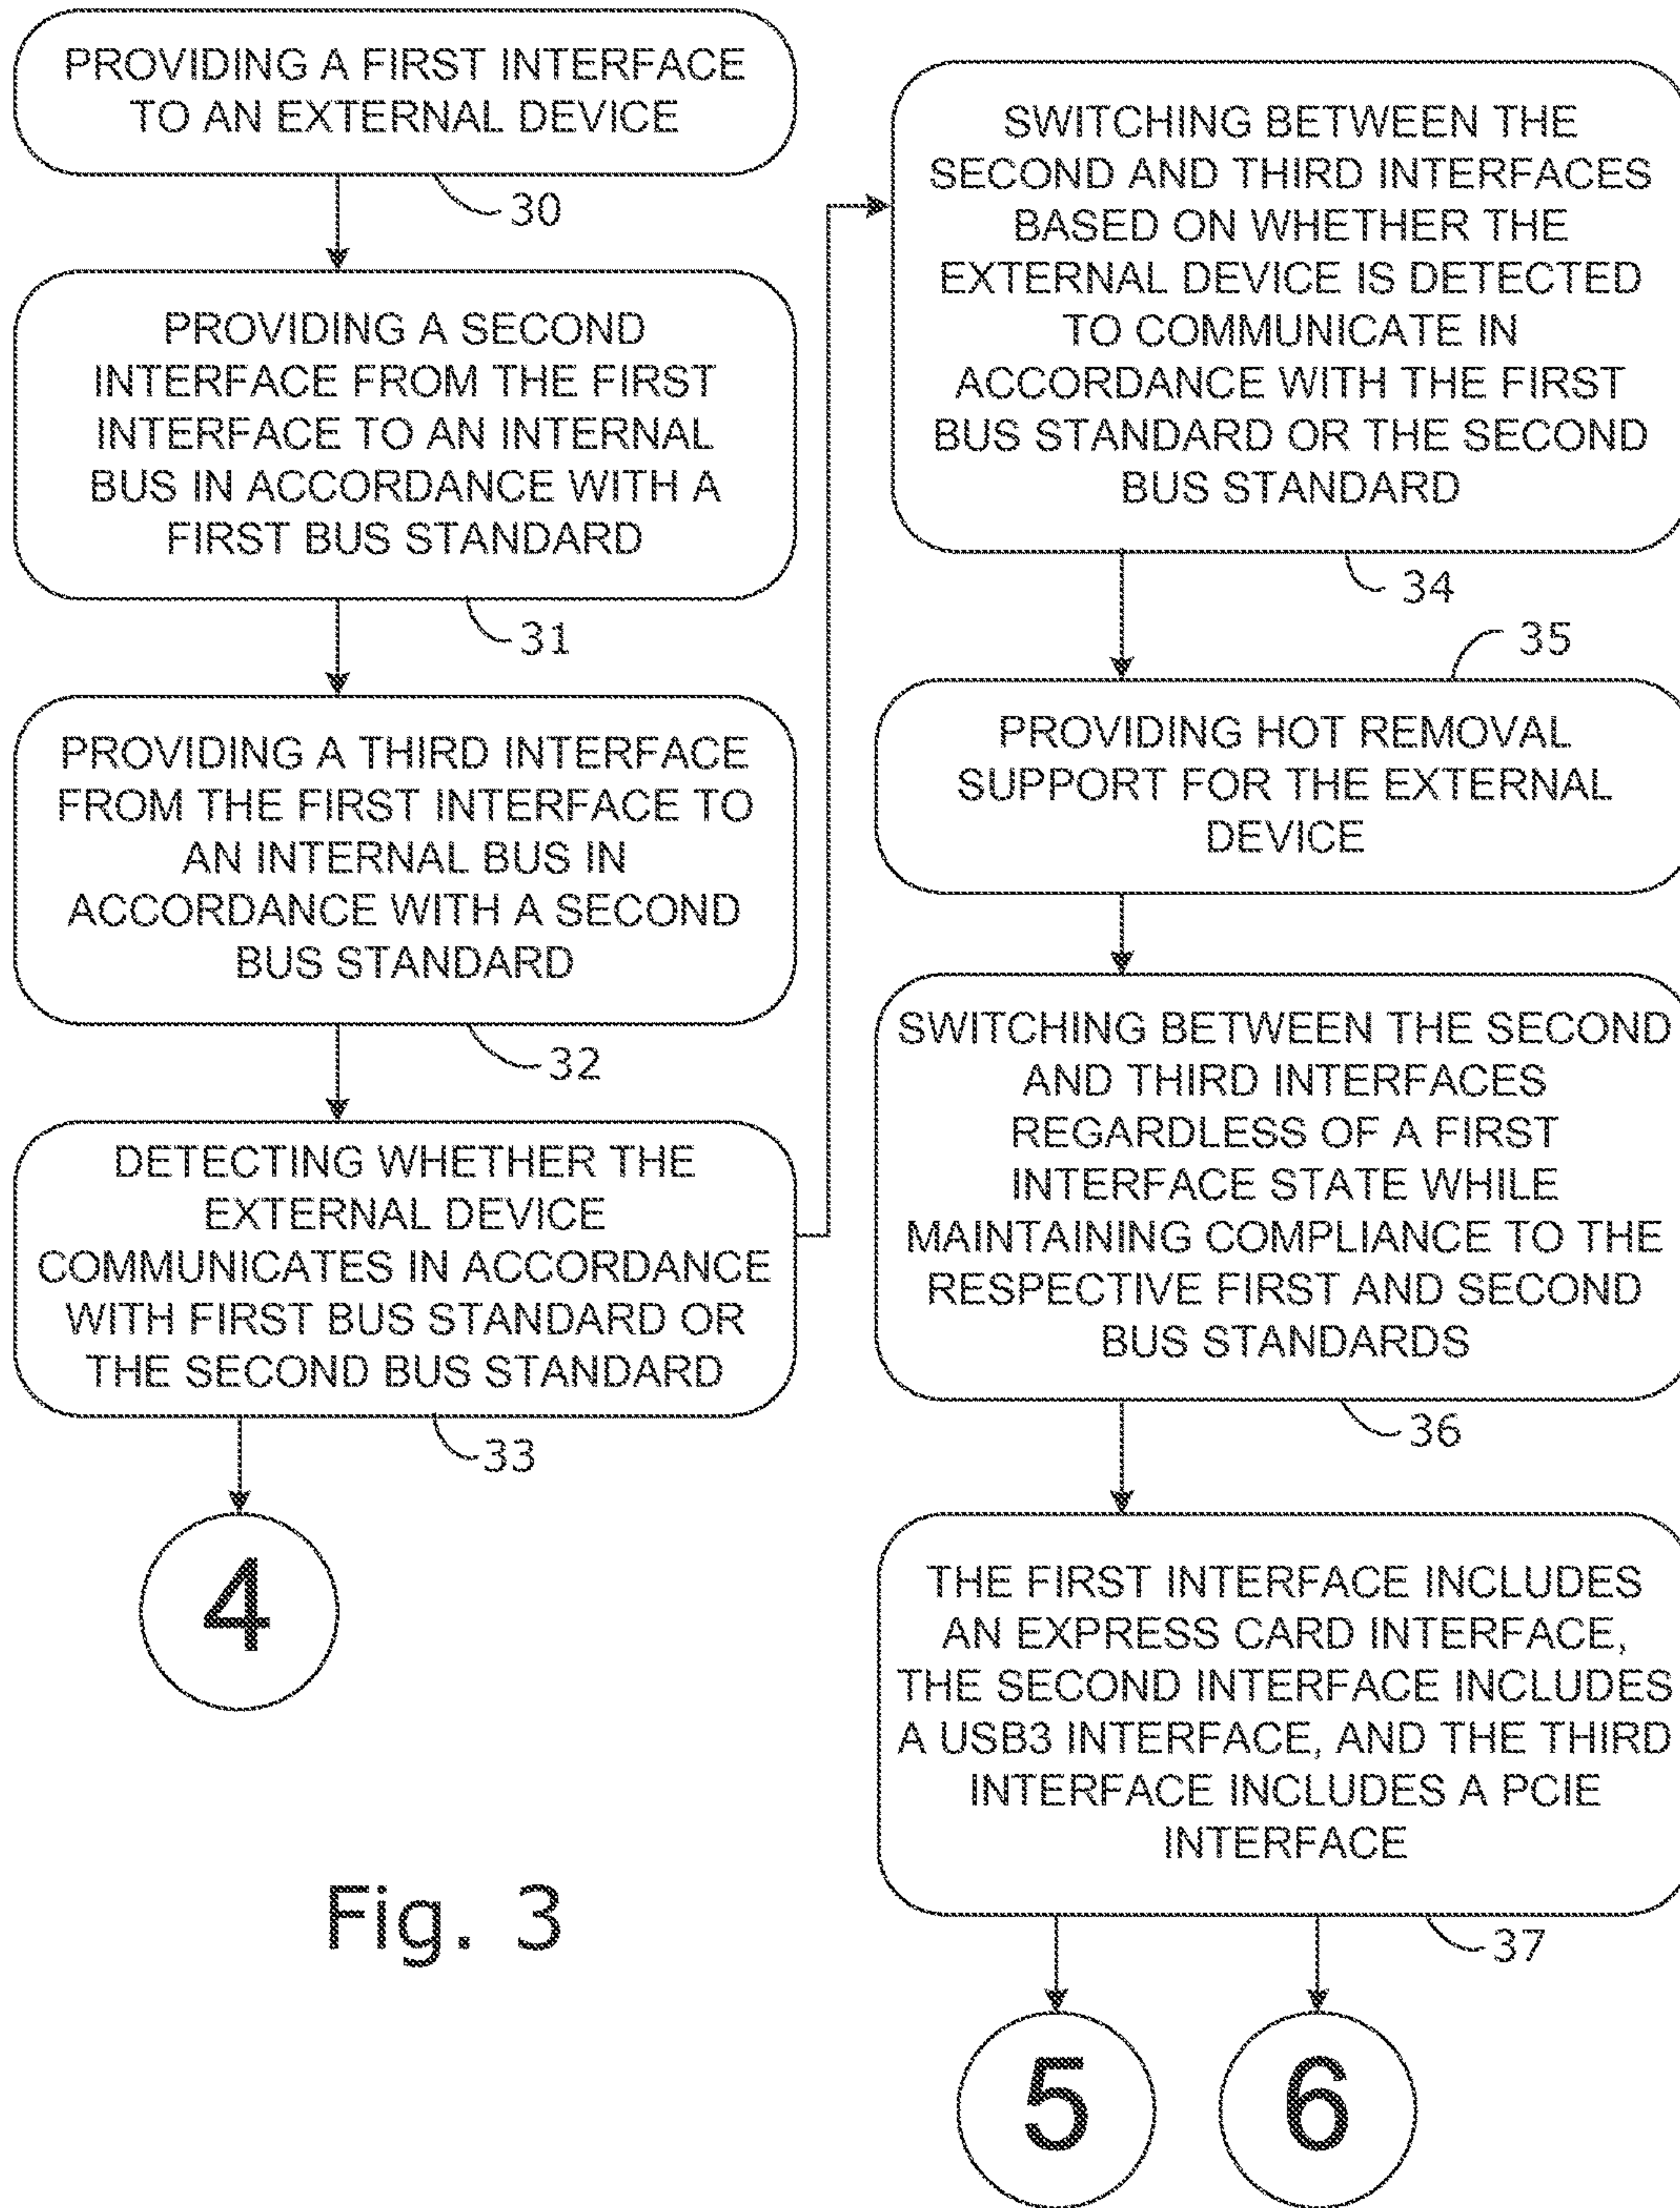 PROVIDING A FIRST INTERFACE
TO AN EXTERNAL DEVICE
30
PROVIDING A SECOND
INTERFACE FROM THE FIRST
INTERFACE TO AN INTERNAL
BUS IN ACCORDANCE WITH A
FIRST BUS STANDARD
31
PROVIDING A THIRD INTERFACE
FROM THE FIRST INTERFACE TO
AN INTERNAL BUS IN
ACCORDANCE WITH A SECOND
BUS STANDARD
32
DETECTING WHETHER THE
EXTERNAL DEVICE
COMMUNICATES IN ACCORDANCE
WITH FIRST BUS STANDARD OR
THE SECOND BUS STANDARD
33
4
SWITCHING BETWEEN THE
SECOND AND THIRD INTERFACES
BASED ON WHETHER THE
EXTERNAL DEVICE IS DETECTED
TO COMMUNICATE IN
ACCORDANCE WITH THE FIRST
BUS STANDARD OR THE SECOND
BUS STANDARD
34
35
PROVIDING HOT REMOVAL
SUPPORT FOR THE EXTERNAL
DEVICE
SWITCHING BETWEEN THE SECOND
AND THIRD INTERFACES
REGARDLESS OF A FIRST
INTERFACE STATE WHILE
MAINTAINING COMPLIANCE TO THE
RESPECTIVE FIRST AND SECOND
BUS STANDARDS
36
THE FIRST INTERFACE INCLUDES
AN EXPRESS CARD INTERFACE,
THE SECOND INTERFACE INCLUDES
A USB3 INTERFACE, AND THE THIRD
INTERFACE INCLUDES A PCIE
INTERFACE
37
5
6
Fig. 3